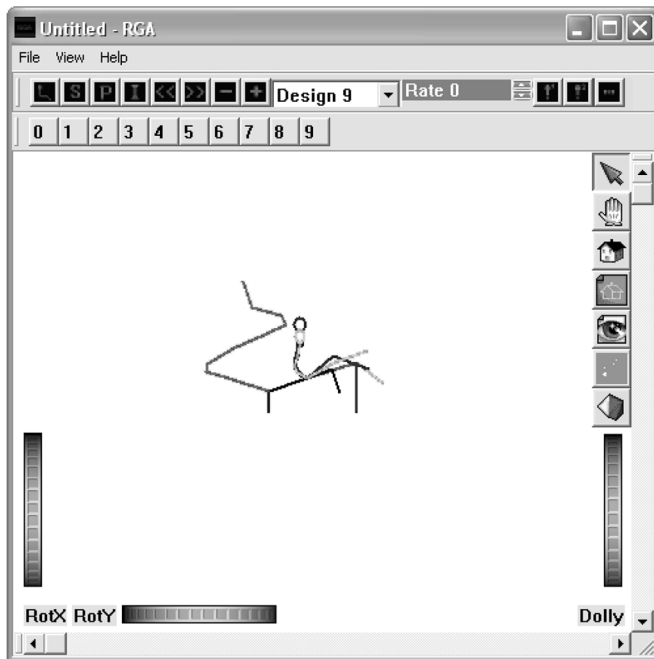 Untitled - RGA
File View Help
S P I << >> - + Design 9 Rate 0
0 1 2 3 4 5 6 7 8 9
RotX RotY Dolly